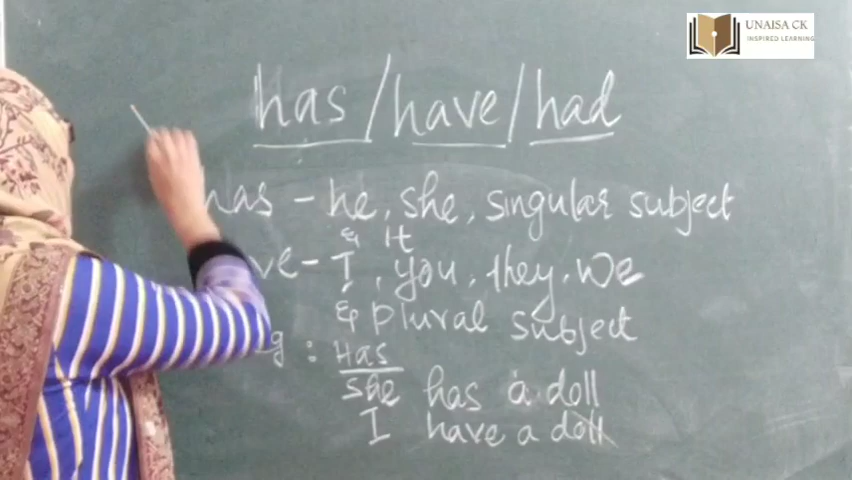 UNAISA CK
INSPIRED LEARNING
has/have/had
has - he, she, singular subject
& it
ve - I, you, they, we
& plural subject
g : Has
she has a doll
I have a doll